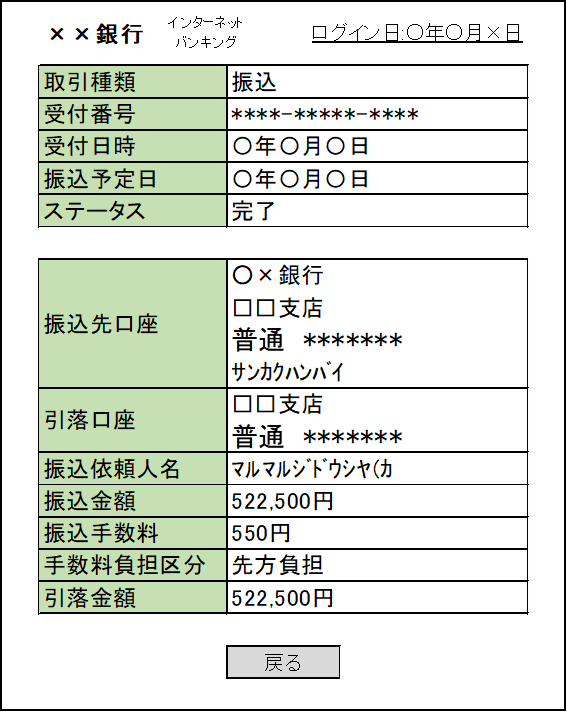 ××銀行
インターネット
バンキング
ログイン日:〇年〇月×日
取引種類 振込
受付番号 ****-*****-****
受付日時 〇年〇月〇日
振込予定日 〇年〇月〇日
ステータス 完了
振込先口座
〇×銀行
□□支店
普通 *******
ｻﾝｶｸﾊﾝﾊﾞｲ
引落口座
□□支店
普通 *******
振込依頼人名 ﾏﾙﾏﾙｼﾞﾄﾞｳｼﾔ(ｶ
振込金額 522,500円
振込手数料 550円
手数料負担区分 先方負担
引落金額 522,500円
戻る